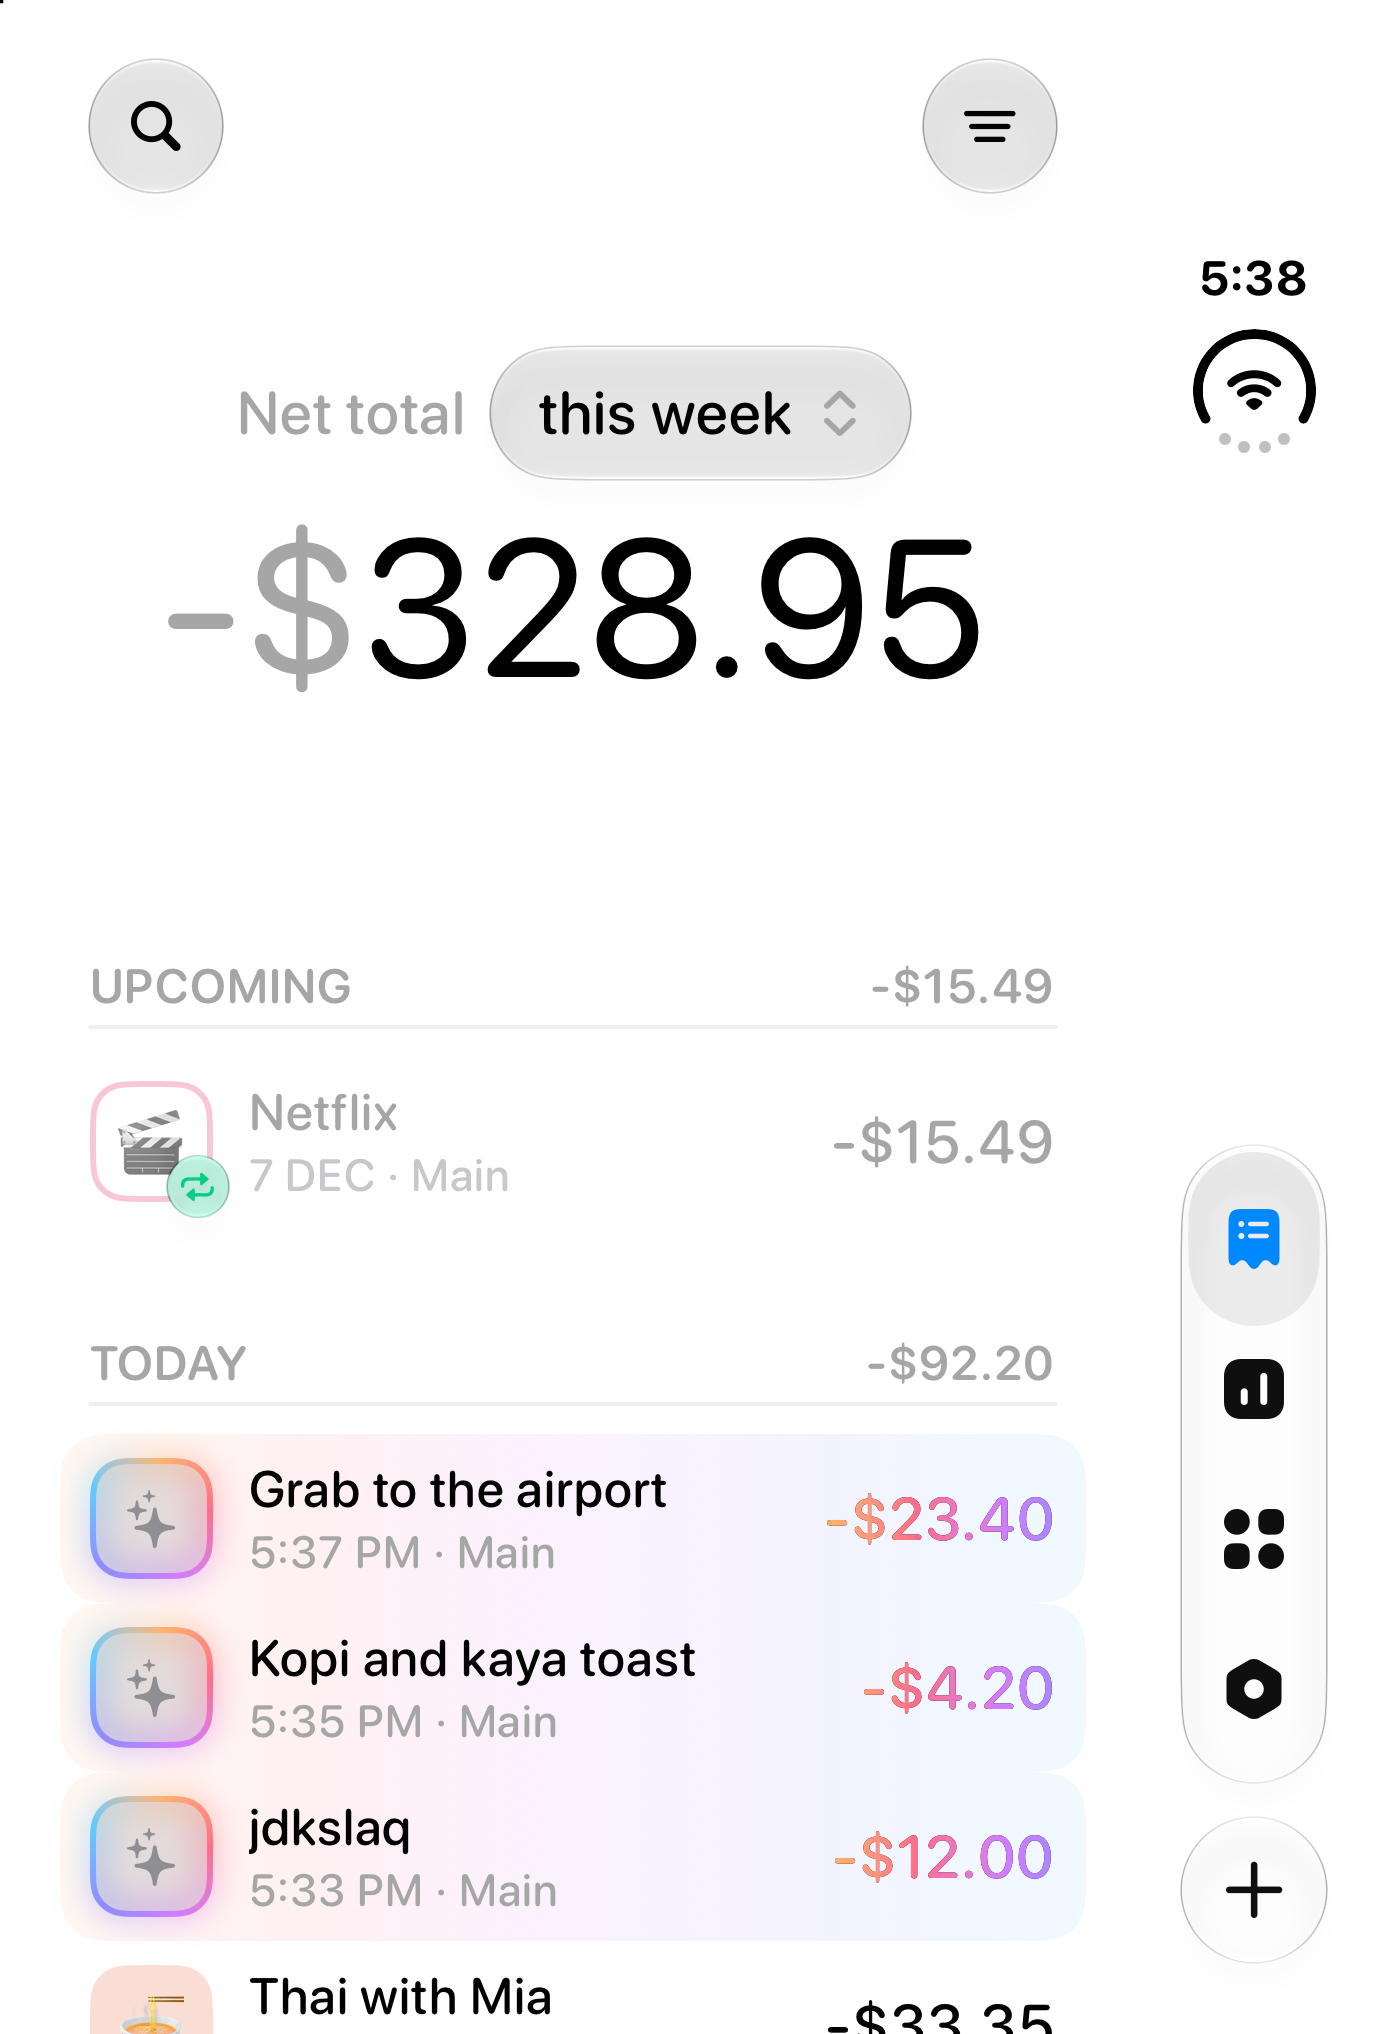 5:38
Net total this week
-$328.95
UPCOMING -$15.49
Netflix -$15.49
7 DEC · Main
TODAY -$92.20
Grab to the airport -$23.40
5:37 PM · Main
Kopi and kaya toast -$4.20
5:35 PM · Main
jdkslaq -$12.00
5:33 PM · Main
Thai with Mia -$33.35